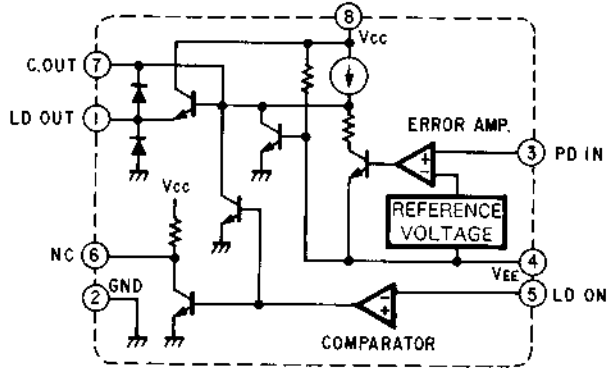 8
Vcc
7
C.OUT
1
LD OUT
ERROR AMP.
+
−
3
PD IN
REFERENCE
VOLTAGE
Vcc
6
NC
4
VEE
5
LD ON
2
GND
−
+
COMPARATOR